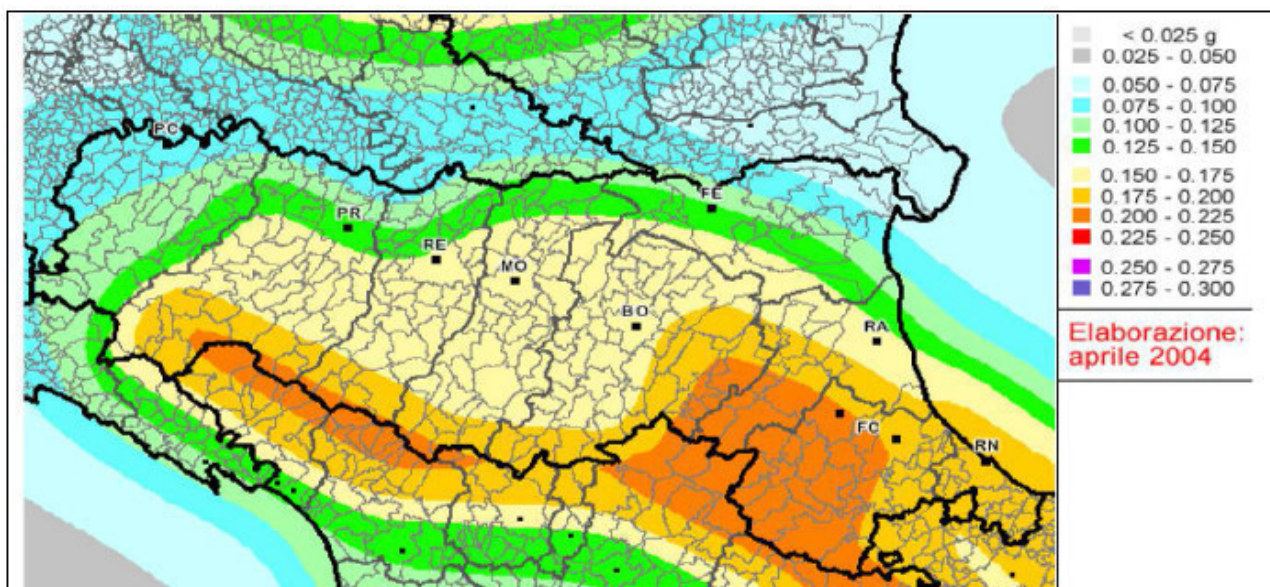 < 0.025 g
0.025 - 0.050
0.050 - 0.075
0.075 - 0.100
0.100 - 0.125
0.125 - 0.150
0.150 - 0.175
0.175 - 0.200
0.200 - 0.225
0.225 - 0.250
0.250 - 0.275
0.275 - 0.300
Elaborazione:
aprile 2004
PC
FE
PR
RE
MO
BO
RA
FC
RN